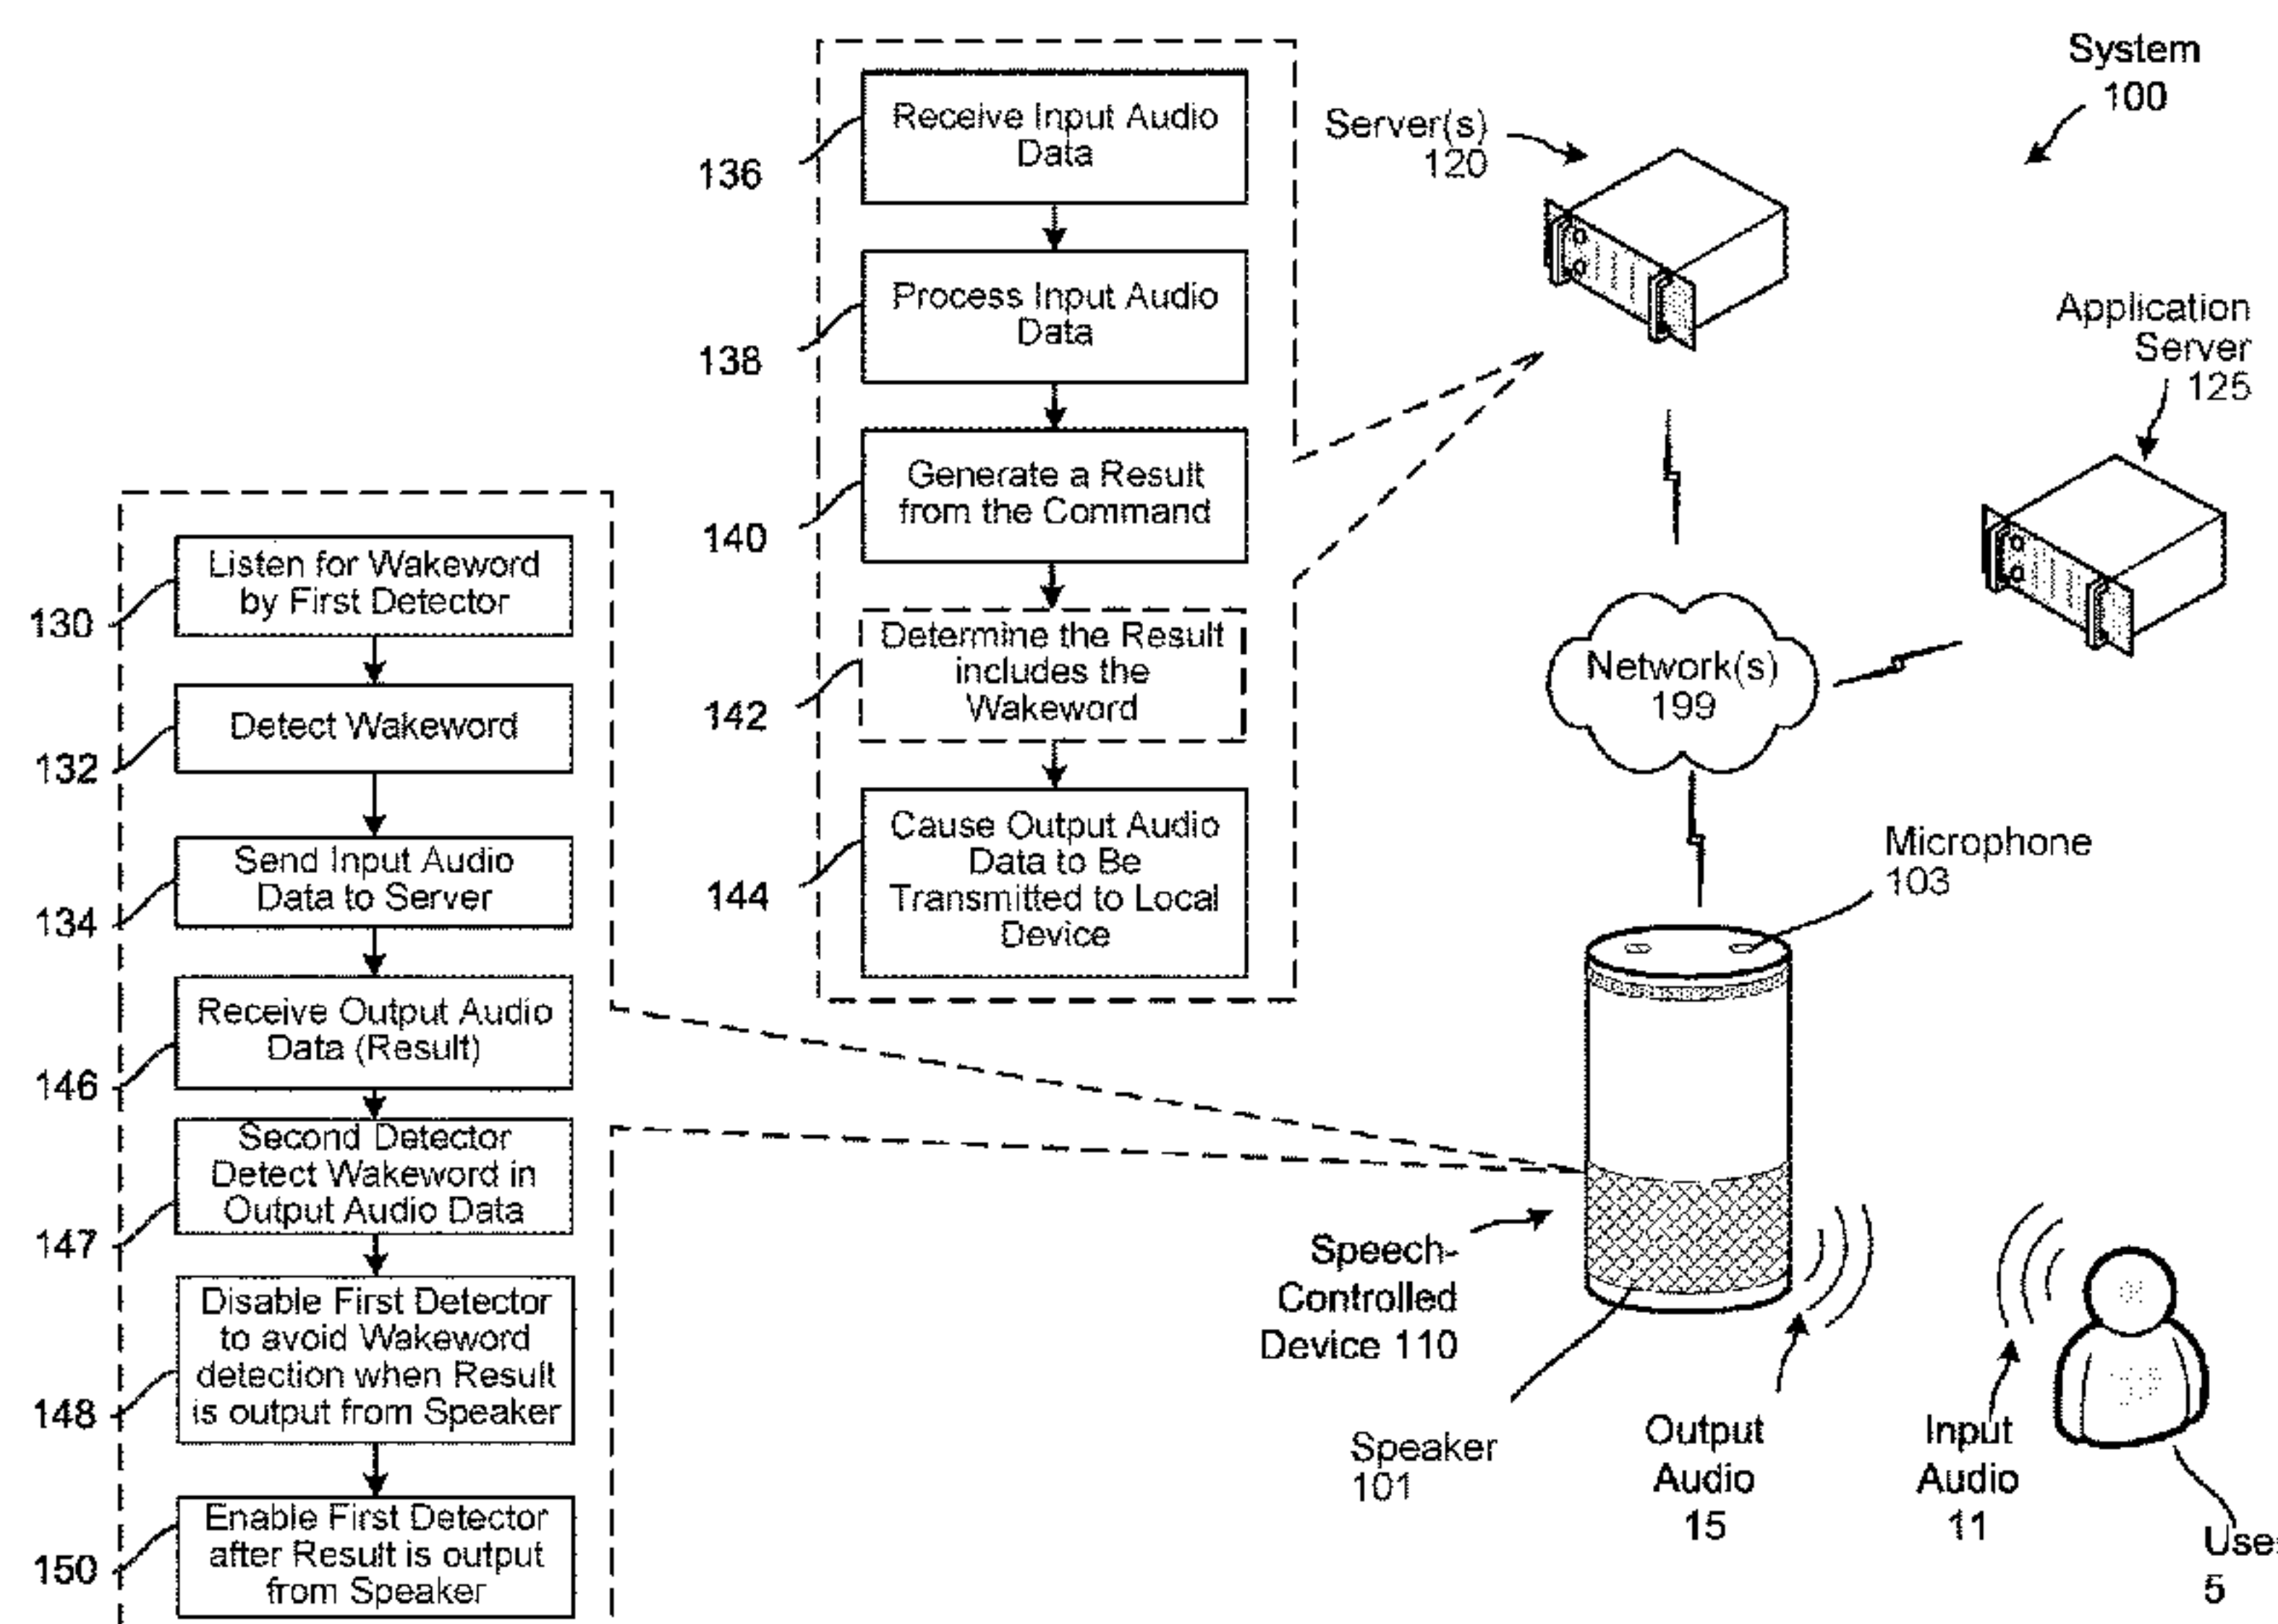 System
100
Server(s)
120
Application
Server
125
Network(s)
199
Microphone
103
Speech-
Controlled
Device 110
Speaker
101
Output
Audio
15
Input
Audio
11
5
136
Receive Input Audio
Data
138
Process Input Audio
Data
140
Generate a Result
from the Command
142
Determine the Result
includes the
Wakeword
144
Cause Output Audio
Data to Be
Transmitted to Local
Device
130
Listen for Wakeword
by First Detector
132
Detect Wakeword
134
Send Input Audio
Data to Server
146
Receive Output Audio
Data (Result)
147
Second Detector
Detect Wakeword in
Output Audio Data
148
Disable First Detector
to avoid Wakeword
detection when Result
is output from Speaker
150
Enable First Detector
after Result is output
from Speaker